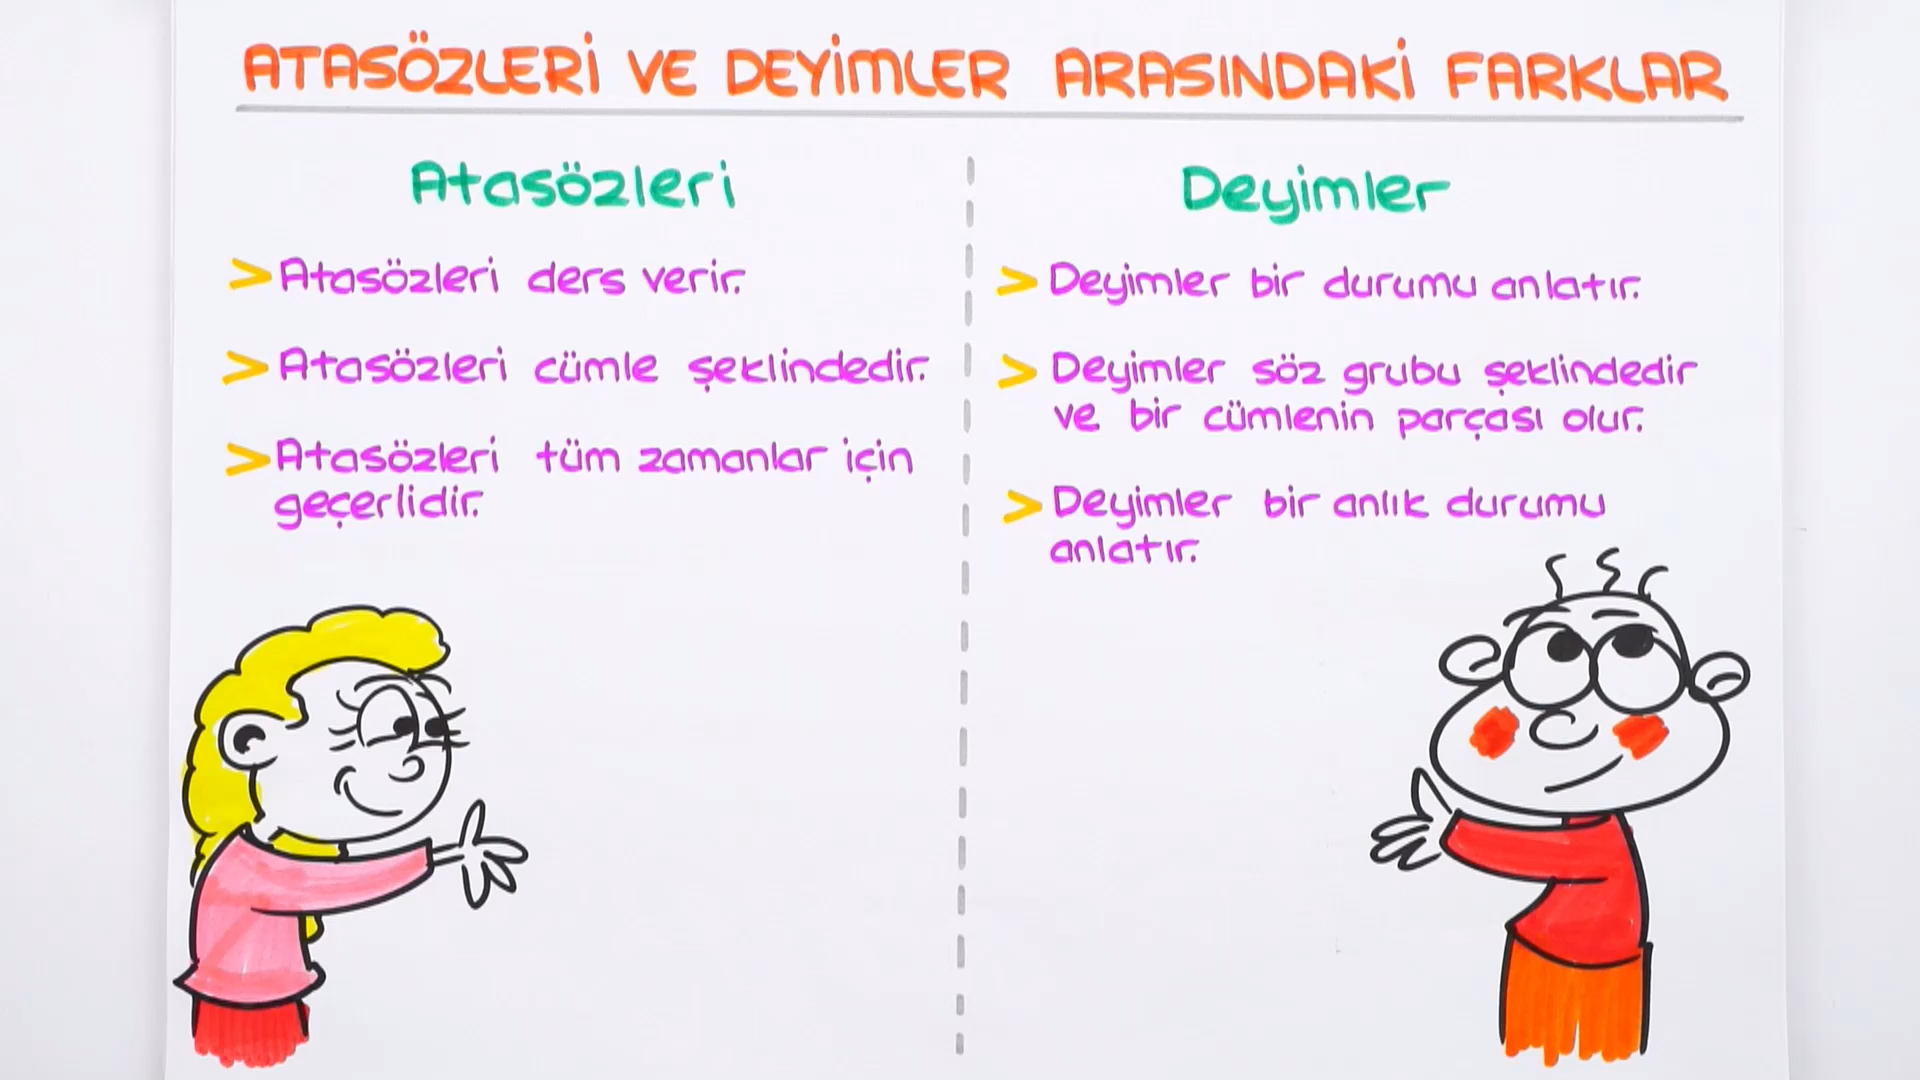 ATASÖZLERİ VE DEYİMLER ARASINDAKİ FARKLAR
Atasözleri
> Atasözleri ders verir.
> Atasözleri cümle şeklindedir.
> Atasözleri tüm zamanlar için
geçerlidir.
Deyimler
> Deyimler bir durumu anlatır.
> Deyimler söz grubu şeklindedir
ve bir cümlenin parçası olur.
> Deyimler bir anlık durumu
anlatır.